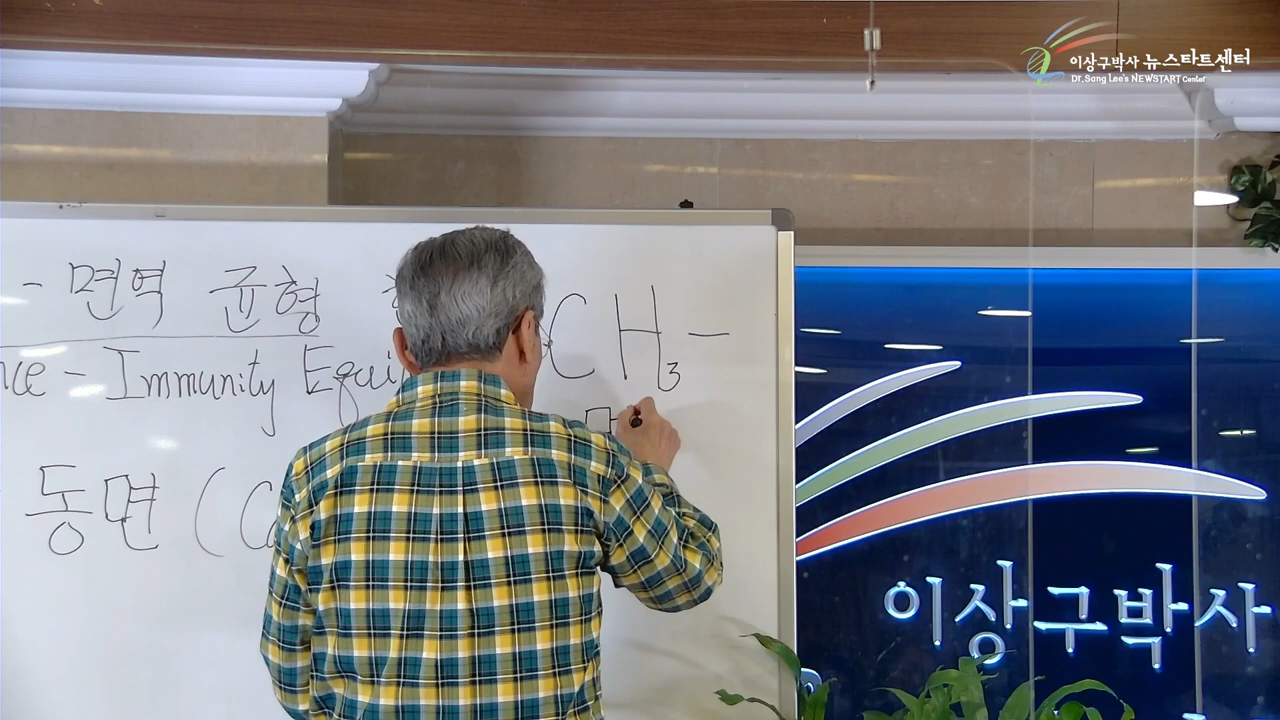 이상구박사 뉴스타트센터
Dr. Sang Lee's NEWSTART Center
- 면역 균형
CH3 -
nce - Immunity Equi
동면 (Ca
이상구박사